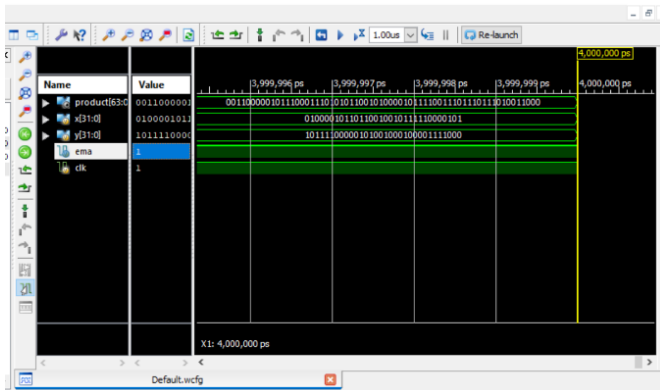 1.00us
Re-launch
4,000,000 ps
Name Value
3,999,996 ps 3,999,997 ps 3,999,998 ps 3,999,999 ps 4,000,000 ps
product[63:0 0011000001
x[31:0] 0100001011 01000010110110010010111110000101
y[31:0] 1011110000 10111100000101001000100001111000
ema 1
clk 1
X1: 4,000,000 ps
Default.wcfg